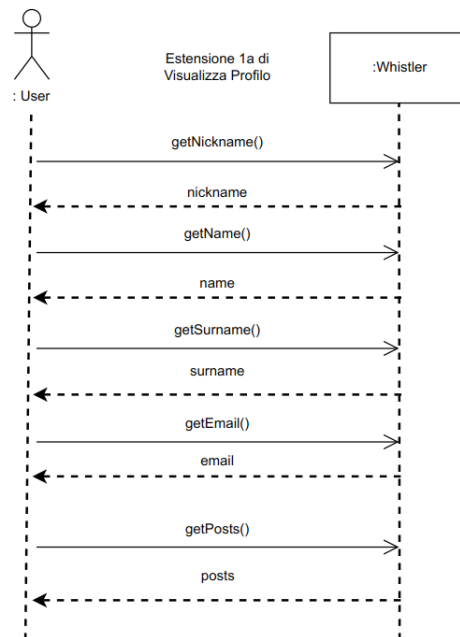 Estensione 1a di
Visualizza Profilo
:Whistler
: User
getNickname()
nickname
getName()
name
getSurname()
surname
getEmail()
email
getPosts()
posts